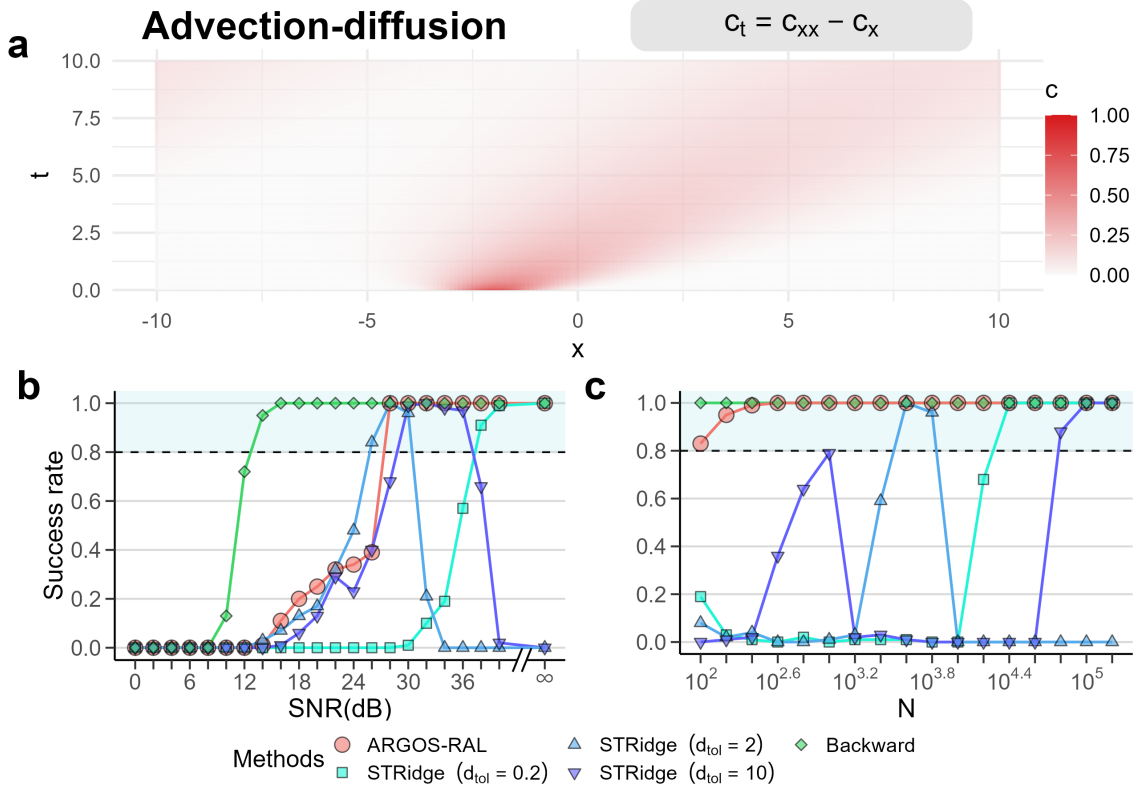 Advection-diffusion
cₜ = cₓₓ − cₓ
a
10.0
7.5
5.0
2.5
0.0
t
-10
-5
0
5
10
x
c
1.00
0.75
0.50
0.25
0.00
b
1.0
0.8
0.6
0.4
0.2
0.0
Success rate
0
6
12
18
24
30
36
∞
SNR(dB)
c
1.0
0.8
0.6
0.4
0.2
0.0
10²
10^2.6
10^3.2
10^3.8
10^4.4
10⁵
N
Methods
ARGOS-RAL
STRidge (d_tol = 0.2)
STRidge (d_tol = 2)
STRidge (d_tol = 10)
Backward